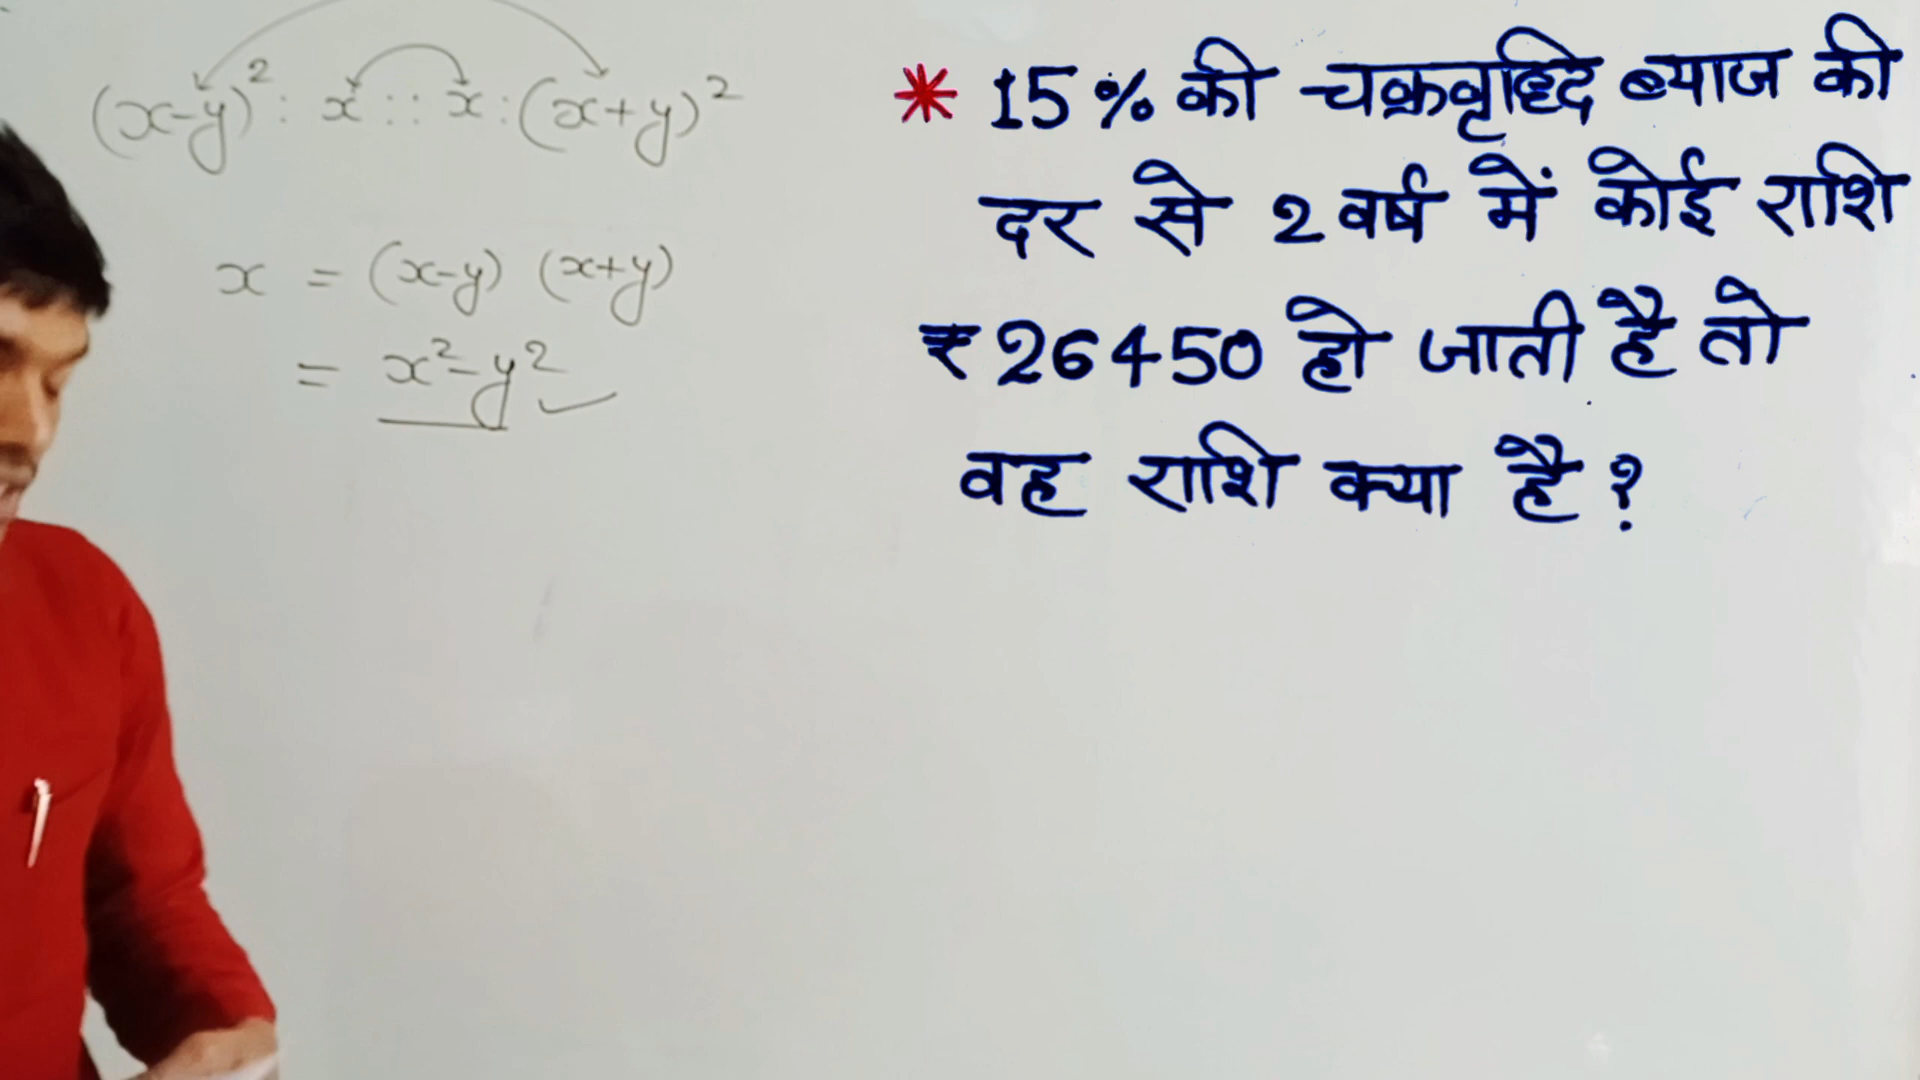 (x-y)² : x :: x : (x+y)²
x = (x-y) (x+y)
= x²-y²
* 15% की चक्रवृद्धि ब्याज की
दर से 2 वर्ष में कोई राशि
₹26450 हो जाती है तो
वह राशि क्या है ?